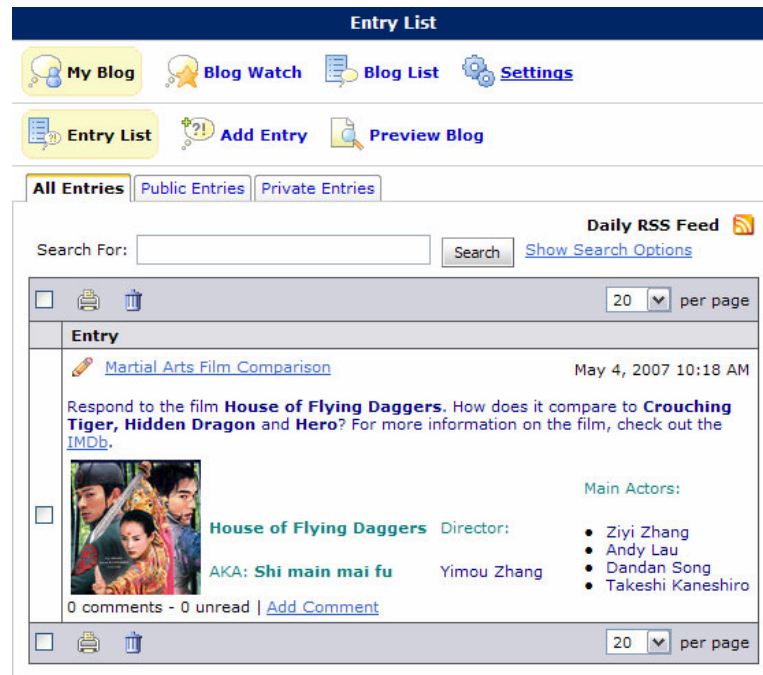 Entry List
My Blog Blog Watch Blog List Settings
Entry List Add Entry Preview Blog
All Entries Public Entries Private Entries
Daily RSS Feed
Search For: Search Show Search Options
20 per page
Entry
Martial Arts Film Comparison May 4, 2007 10:18 AM
Respond to the film House of Flying Daggers. How does it compare to Crouching
Tiger, Hidden Dragon and Hero? For more information on the film, check out the
IMDb.
Main Actors:
House of Flying Daggers Director:
● Ziyi Zhang
● Andy Lau
● Dandan Song
AKA: Shi main mai fu Yimou Zhang
● Takeshi Kaneshiro
0 comments - 0 unread | Add Comment
20 per page